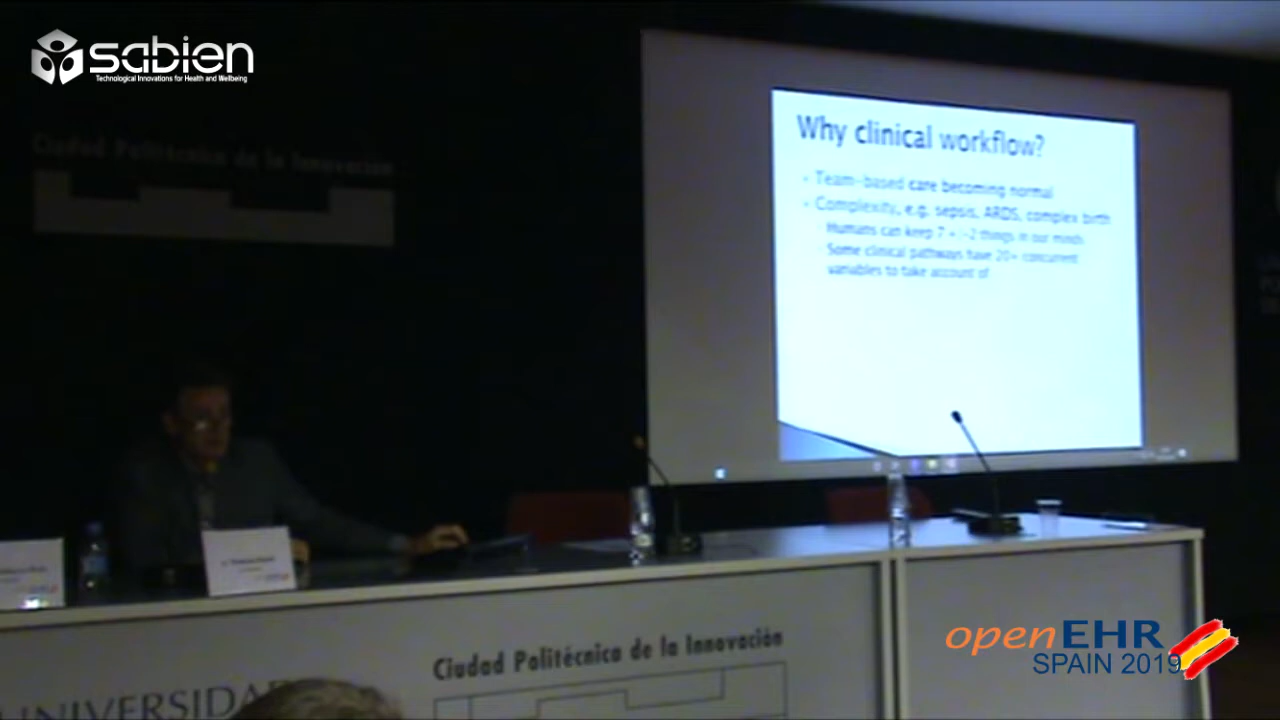 sabien
Technological Innovations for Health and Wellbeing
Ciudad Politécnica de la Innovación
Why clinical workflow?
Team-based care becoming normal
Complexity, e.g. sepsis, ARDS, complex birth
Humans can keep 7 +/-2 things in our minds
Some clinical pathways have 20+ concurrent
variables to take account of
Ciudad Politécnica de la Innovación
UNIVERSIDAD
openEHR
SPAIN 2019